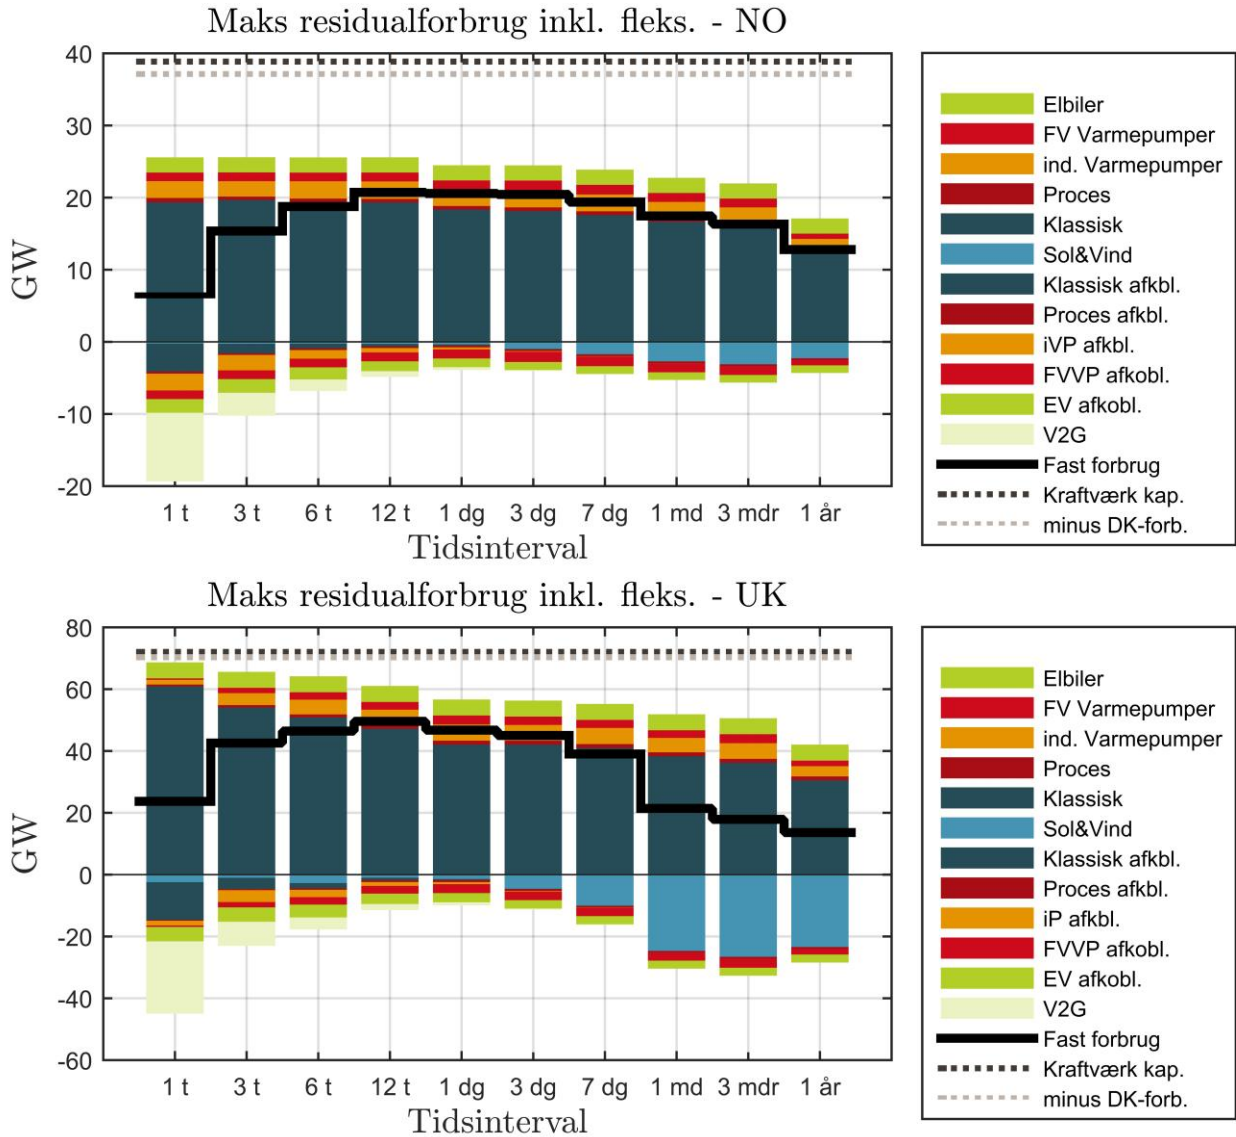 Maks residualforbrug inkl. fleks. - NO
GW
40
30
20
10
0
-10
-20
1 t 3 t 6 t 12 t 1 dg 3 dg 7 dg 1 md 3 mdr 1 år
Tidsinterval
Elbiler
FV Varmepumper
ind. Varmepumper
Proces
Klassisk
Sol&Vind
Klassisk afkbl.
Proces afkbl.
iVP afkbl.
FVVP afkobl.
EV afkobl.
V2G
Fast forbrug
Kraftværk kap.
minus DK-forb.
Maks residualforbrug inkl. fleks. - UK
GW
80
60
40
20
0
-20
-40
-60
1 t 3 t 6 t 12 t 1 dg 3 dg 7 dg 1 md 3 mdr 1 år
Tidsinterval
Elbiler
FV Varmepumper
ind. Varmepumper
Proces
Klassisk
Sol&Vind
Klassisk afkbl.
Proces afkbl.
iP afkbl.
FVVP afkobl.
EV afkobl.
V2G
Fast forbrug
Kraftværk kap.
minus DK-forb.